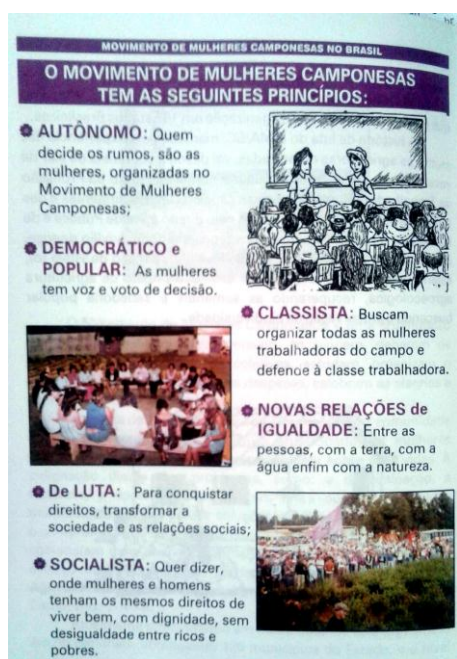 MOVIMENTO DE MULHERES CAMPONESAS NO BRASIL
O MOVIMENTO DE MULHERES CAMPONESAS
TEM AS SEGUINTES PRINCÍPIOS:
AUTÔNOMO: Quem
decide os rumos, são as
mulheres, organizadas no
Movimento de Mulheres
Camponesas;
DEMOCRÁTICO e
POPULAR: As mulheres
tem voz e voto de decisão.
CLASSISTA: Buscam
organizar todas as mulheres
trabalhadoras do campo e
defence à classe trabalhadora.
NOVAS RELAÇÕES de
IGUALDADE: Entre as
pessoas, com a terra, com a
água enfim com a natureza.
De LUTA: Para conquistar
direitos, transformar a
sociedade e as relações sociais;
SOCIALISTA: Quer dizer,
onde mulheres e homens
tenham os mesmos direitos de
viver bem, com dignidade, sem
desigualdade entre ricos e
pobres.